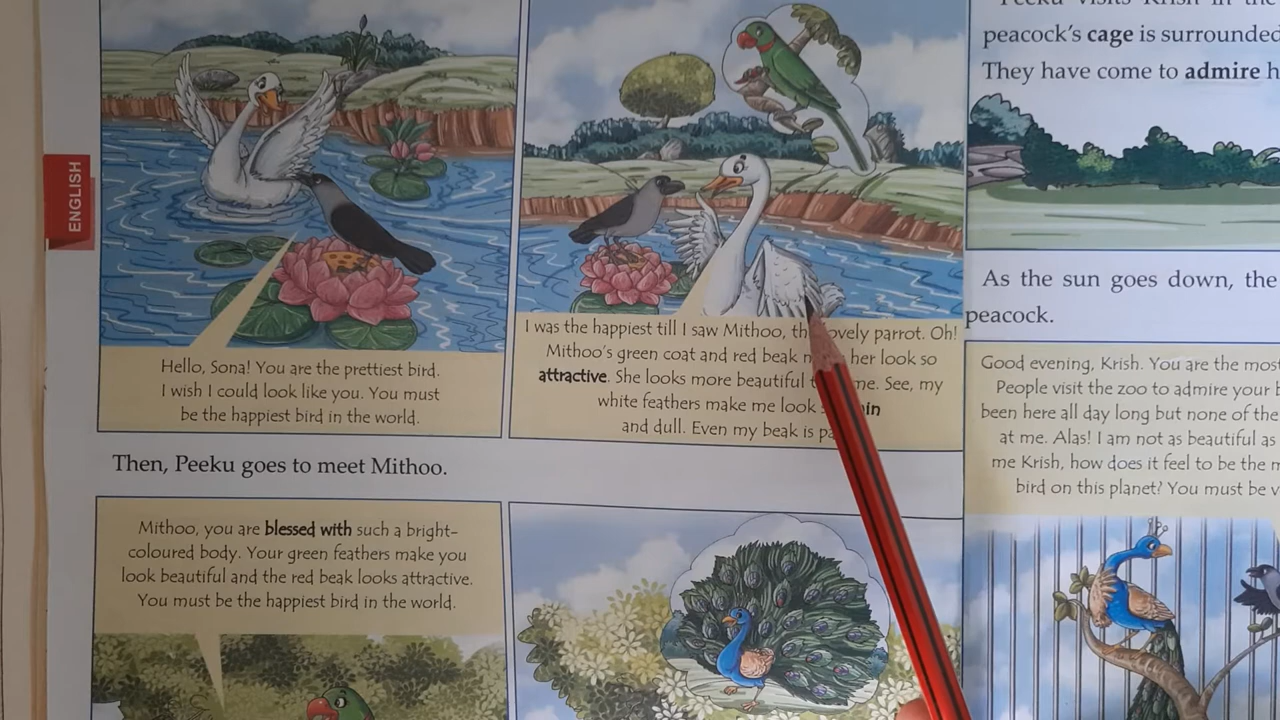 ENGLISH
Hello, Sona! You are the prettiest bird.
I wish I could look like you. You must
be the happiest bird in the world.
I was the happiest till I saw Mithoo, ovely parrot. Oh!
Mithoo's green coat and red beak her look so
attractive. She looks more beautiful me. See, my
white feathers make me look
and dull. Even my beak is
Then, Peeku goes to meet Mithoo.
Mithoo, you are blessed with such a bright-
coloured body. Your green feathers make you
look beautiful and the red beak looks attractive.
You must be the happiest bird in the world.
Peeku visits Krish in the
peacock's cage is surrounded
They have come to admire
As the sun goes down, the
peacock.
Good evening, Krish. You are the most
People visit the zoo to admire your
been here all day long but none of the
at me. Alas! I am not as beautiful as
me Krish, how does it feel to be the
bird on this planet? You must be